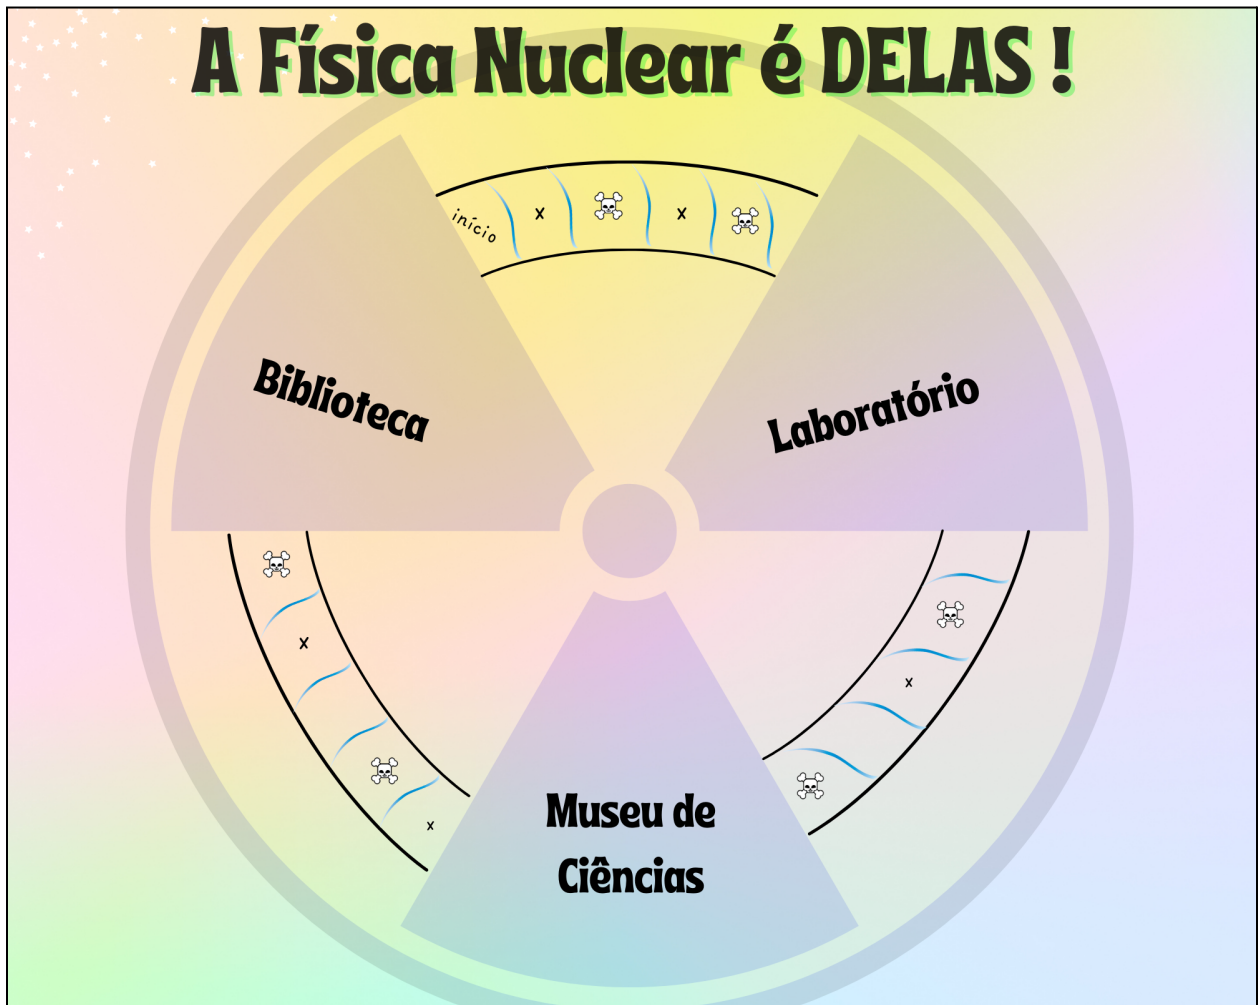 A Física Nuclear é DELAS !
início
x
x
Biblioteca
Laboratório
x
x
x
Museu de
Ciências